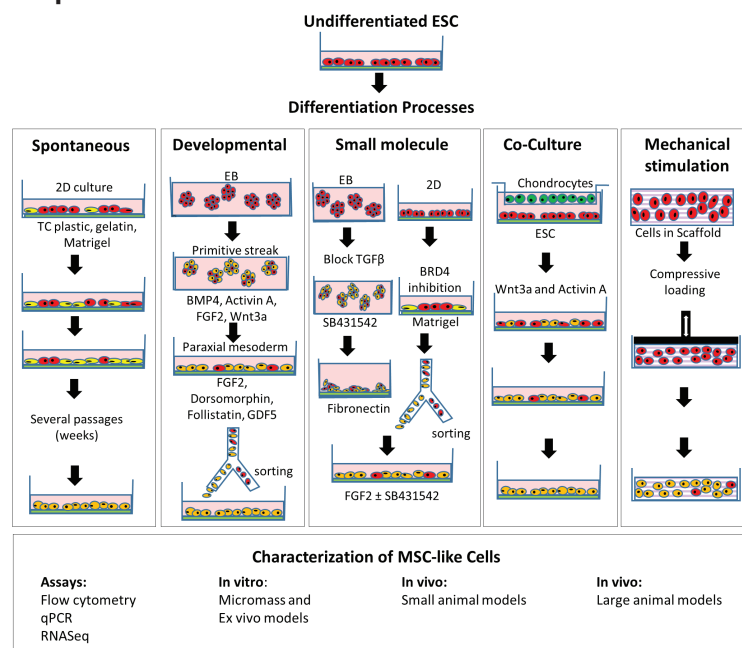 Undifferentiated ESC
Differentiation Processes
Spontaneous
2D culture
TC plastic, gelatin,
Matrigel
Several passages
(weeks)
Developmental
EB
Primitive streak
BMP4, Activin A,
FGF2, Wnt3a
Paraxial mesoderm
FGF2,
Dorsomorphin,
Follistatin, GDF5
sorting
Small molecule
EB
Block TGFβ
SB431542
Fibronectin
2D
BRD4
inhibition
Matrigel
sorting
FGF2 ± SB431542
Co-Culture
Chondrocytes
ESC
Wnt3a and Activin A
Mechanical
stimulation
Cells in Scaffold
Compressive
loading
Characterization of MSC-like Cells
Assays:
Flow cytometry
qPCR
RNASeq
In vitro:
Micromass and
Ex vivo models
In vivo:
Small animal models
In vivo:
Large animal models